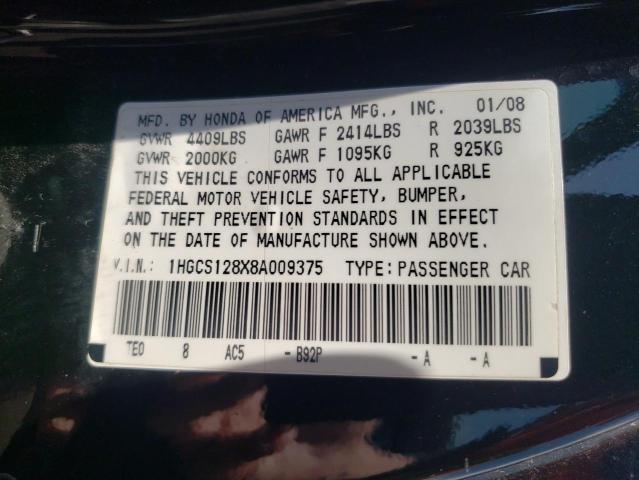 MFD. BY HONDA OF AMERICA MFG., INC. 01/08
GVWR 4409LBS GAWR F 2414LBS R 2039LBS
GVWR 2000KG GAWR F 1095KG R 925KG
THIS VEHICLE CONFORMS TO ALL APPLICABLE
FEDERAL MOTOR VEHICLE SAFETY, BUMPER,
AND THEFT PREVENTION STANDARDS IN EFFECT
ON THE DATE OF MANUFACTURE SHOWN ABOVE.
V.I.N.: 1HGCS128X8A009375 TYPE: PASSENGER CAR
TE0 8 AC5 -B92P -A -A